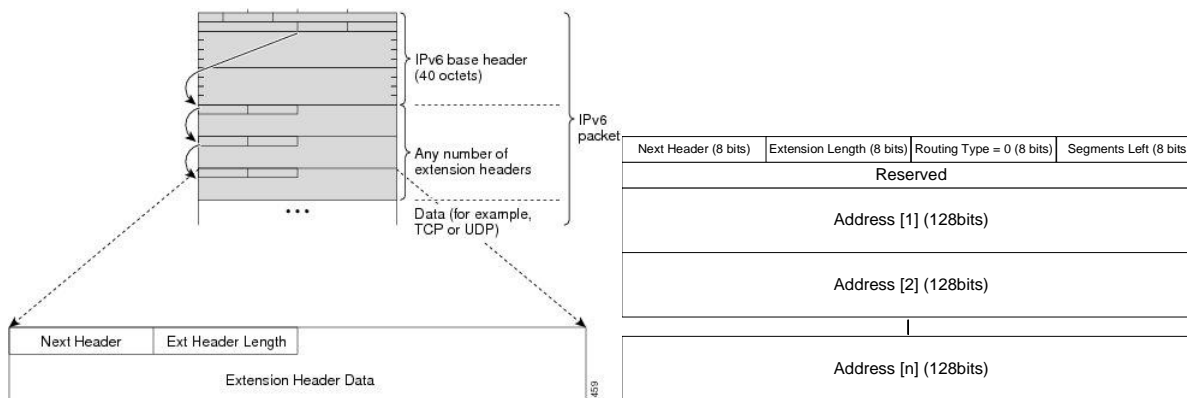 IPv6 base header
(40 octets)
IPv6
packet
Any number of
extension headers
•••
Data (for example,
TCP or UDP)
Next Header
Ext Header Length
Extension Header Data
459
Next Header (8 bits)
Extension Length (8 bits)
Routing Type = 0 (8 bits)
Segments Left (8 bits
Reserved
Address [1] (128bits)
Address [2] (128bits)
Address [n] (128bits)